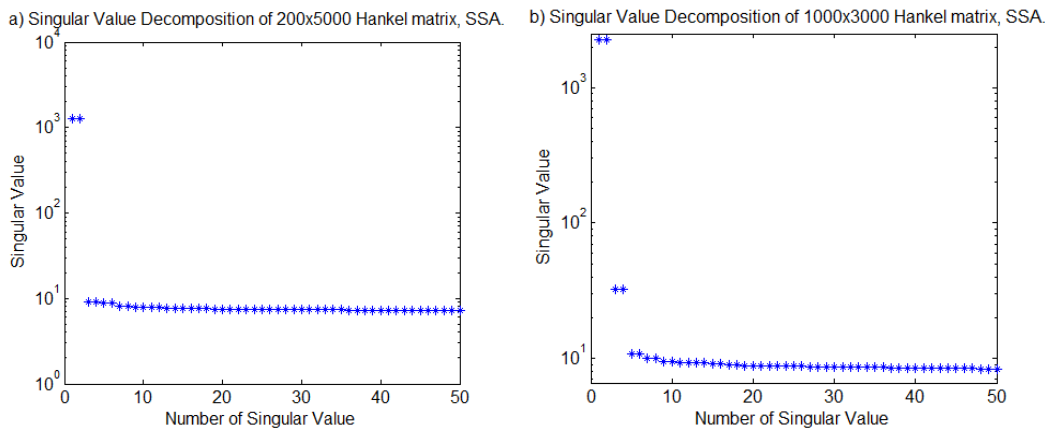 a) Singular Value Decomposition of 200x5000 Hankel matrix, SSA.
10^4
10^3
10^2
10^1
10^0
Singular Value
0 10 20 30 40 50
Number of Singular Value
b) Singular Value Decomposition of 1000x3000 Hankel matrix, SSA.
10^3
10^2
10^1
Singular Value
0 10 20 30 40 50
Number of Singular Value